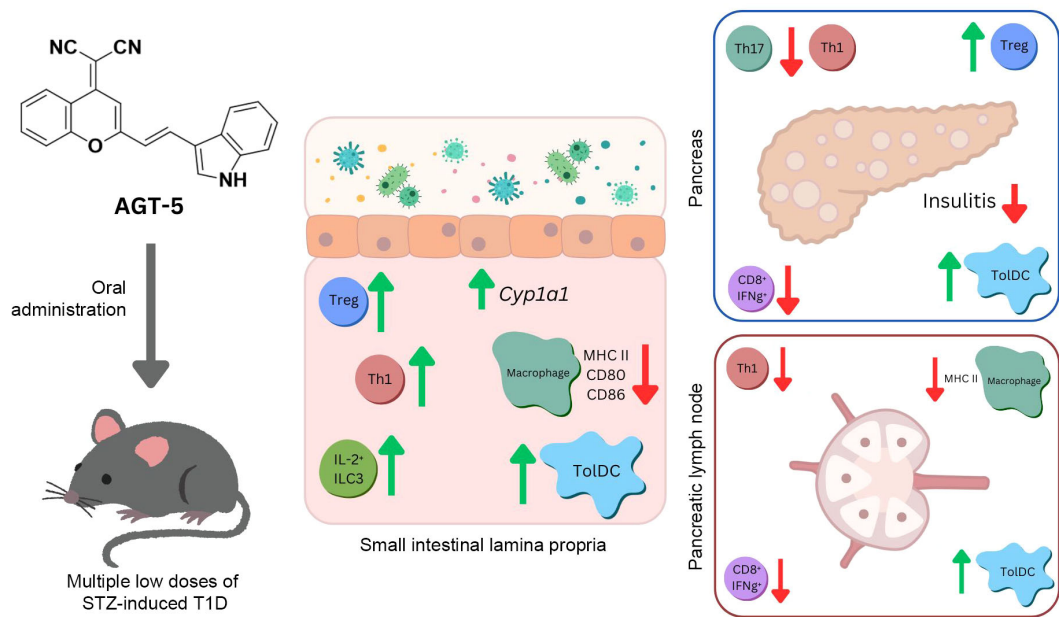 NC CN
O
NH
AGT-5
Oral
administration
Multiple low doses of
STZ-induced T1D
Treg
Cyp1a1
Th1
Macrophage
MHC II
CD80
CD86
IL-2⁺
ILC3
TolDC
Small intestinal lamina propria
Pancreas
Th17
Th1
Treg
Insulitis
CD8⁺
IFNg⁺
TolDC
Pancreatic lymph node
Th1
MHC II
Macrophage
CD8⁺
IFNg⁺
TolDC